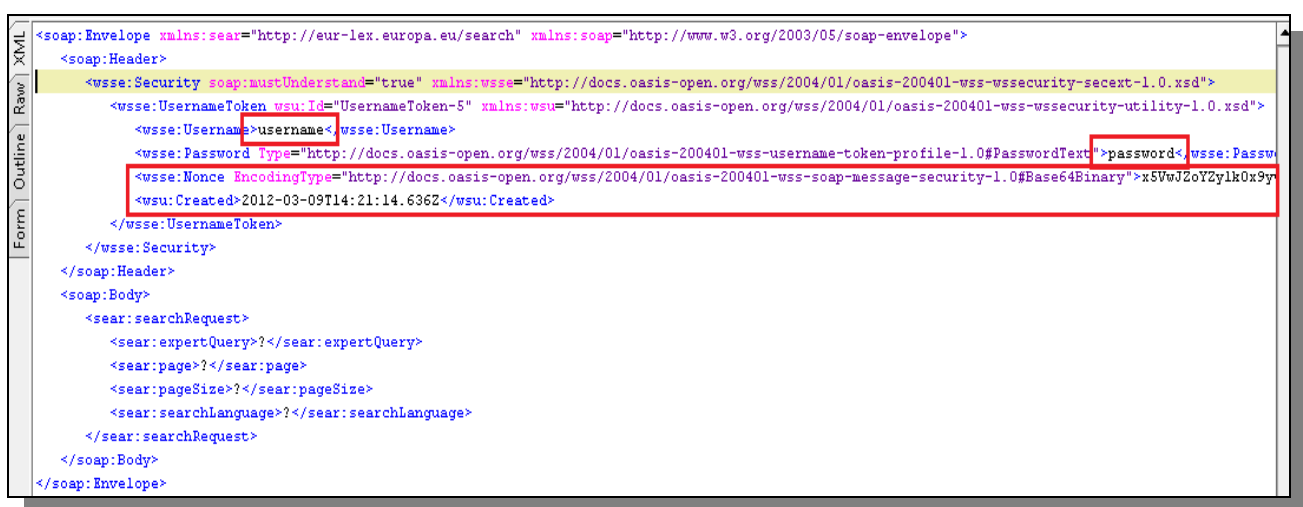 XML
Raw
Outline
Form
<soap:Envelope xmlns:sear="http://eur-lex.europa.eu/search" xmlns:soap="http://www.w3.org/2003/05/soap-envelope">
<soap:Header>
<wsse:Security soap:mustUnderstand="true" xmlns:wsse="http://docs.oasis-open.org/wss/2004/01/oasis-200401-wss-wssecurity-secext-1.0.xsd">
<wsse:UsernameToken wsu:Id="UsernameToken-5" xmlns:wsu="http://docs.oasis-open.org/wss/2004/01/oasis-200401-wss-wssecurity-utility-1.0.xsd">
<wsse:Username>username</wsse:Username>
<wsse:Password Type="http://docs.oasis-open.org/wss/2004/01/oasis-200401-wss-username-token-profile-1.0#PasswordText">password</wsse:Passw
<wsse:Nonce EncodingType="http://docs.oasis-open.org/wss/2004/01/oasis-200401-wss-soap-message-security-1.0#Base64Binary">x5VwJZoYZylk0x9y
<wsu:Created>2012-03-09T14:21:14.636Z</wsu:Created>
</wsse:UsernameToken>
</wsse:Security>
</soap:Header>
<soap:Body>
<sear:searchRequest>
<sear:expertQuery>?</sear:expertQuery>
<sear:page>?</sear:page>
<sear:pageSize>?</sear:pageSize>
<sear:searchLanguage>?</sear:searchLanguage>
</sear:searchRequest>
</soap:Body>
</soap:Envelope>